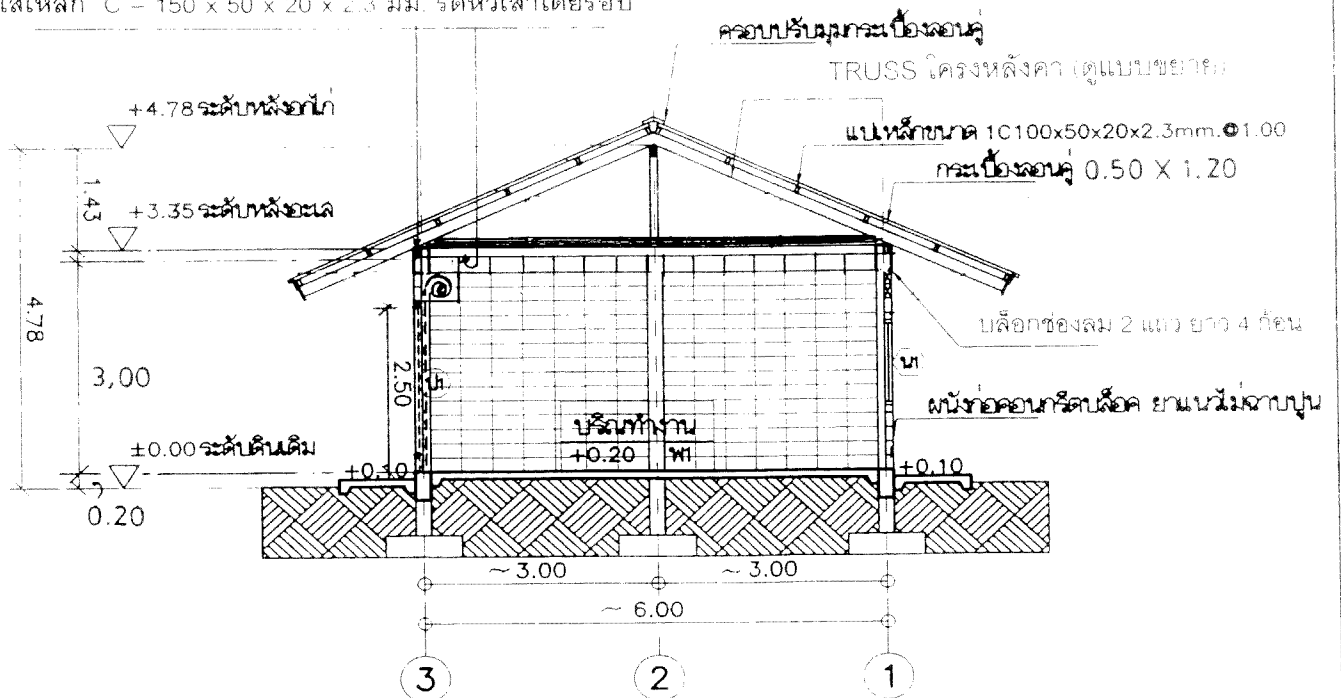 C - 150 x 50 x 20 x 2.3 มม. รัดหัวเสาโดยรอบ
ครอบปรับมุมกระเบื้องลอนคู่
TRUSS โครงหลังคา (ดูแบบขยาย)
+4.78 ระดับหลังอกไก่
แปเหล็กขนาด 1C100x50x20x2.3mm.@1.00
กระเบื้องลอนคู่ 0.50 X 1.20
1.43
+3.35 ระดับหลังอะเส
4.78
บล็อกช่องลม 2 แถว ยาว 4 ก้อน
3,00
2.50
ป1
น1
ผนังก่อคอนกรีตบล็อค ยาแนวไม่ฉาบปูน
บริเวณทำงาน
+0.20 พ1
±0.00 ระดับดินเดิม
+0.10
+0.10
0.20
~3.00
~3.00
~ 6.00
3
2
1